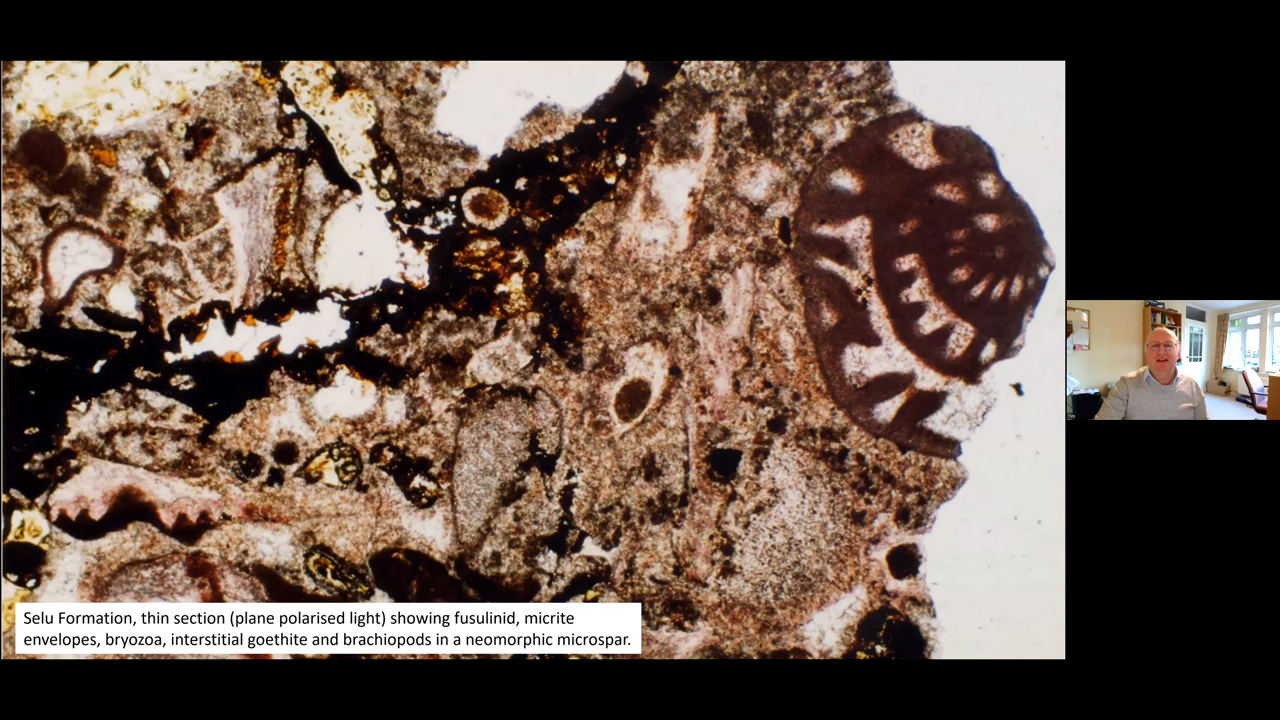 Selu Formation, thin section (plane polarised light) showing fusulinid, micrite
envelopes, bryozoa, interstitial goethite and brachiopods in a neomorphic microspar.